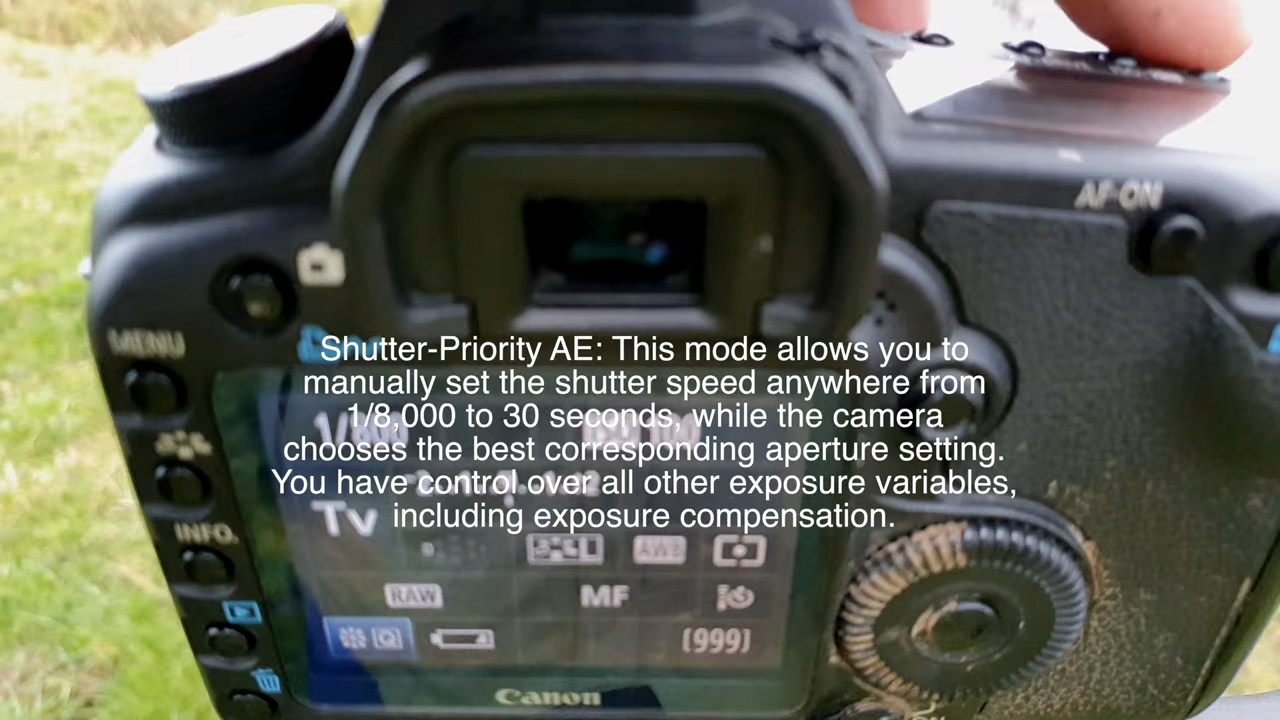 AF-ON
MENU
Shutter-Priority AE: This mode allows you to
manually set the shutter speed anywhere from
1/8,000 to 30 seconds, while the camera
chooses the best corresponding aperture setting.
You have control over all other exposure variables,
including exposure compensation.
Tv
INFO.
AWB
RAW
MF
Q
(999)
Canon